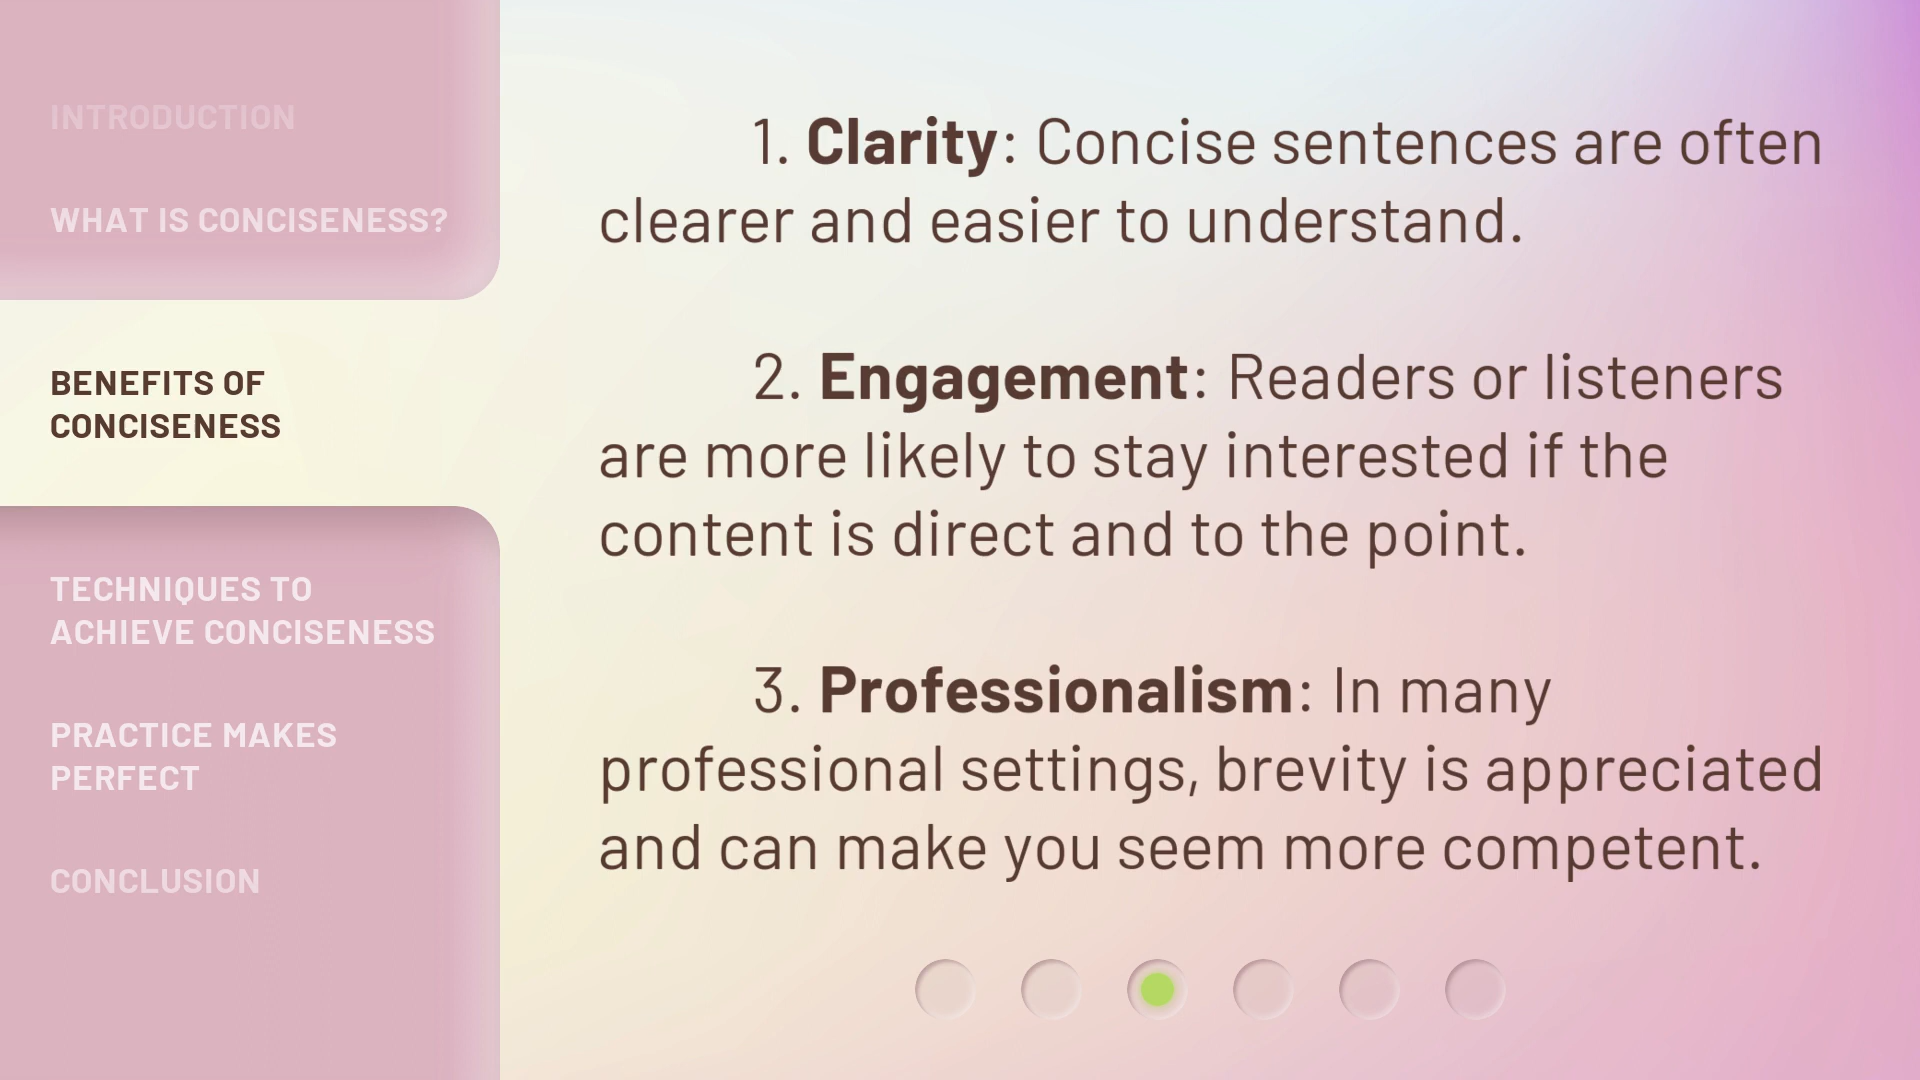 INTRODUCTION
WHAT IS CONCISENESS?
BENEFITS OF
CONCISENESS
TECHNIQUES TO
ACHIEVE CONCISENESS
PRACTICE MAKES
PERFECT
CONCLUSION
1. Clarity: Concise sentences are often
clearer and easier to understand.
2. Engagement: Readers or listeners
are more likely to stay interested if the
content is direct and to the point.
3. Professionalism: In many
professional settings, brevity is appreciated
and can make you seem more competent.